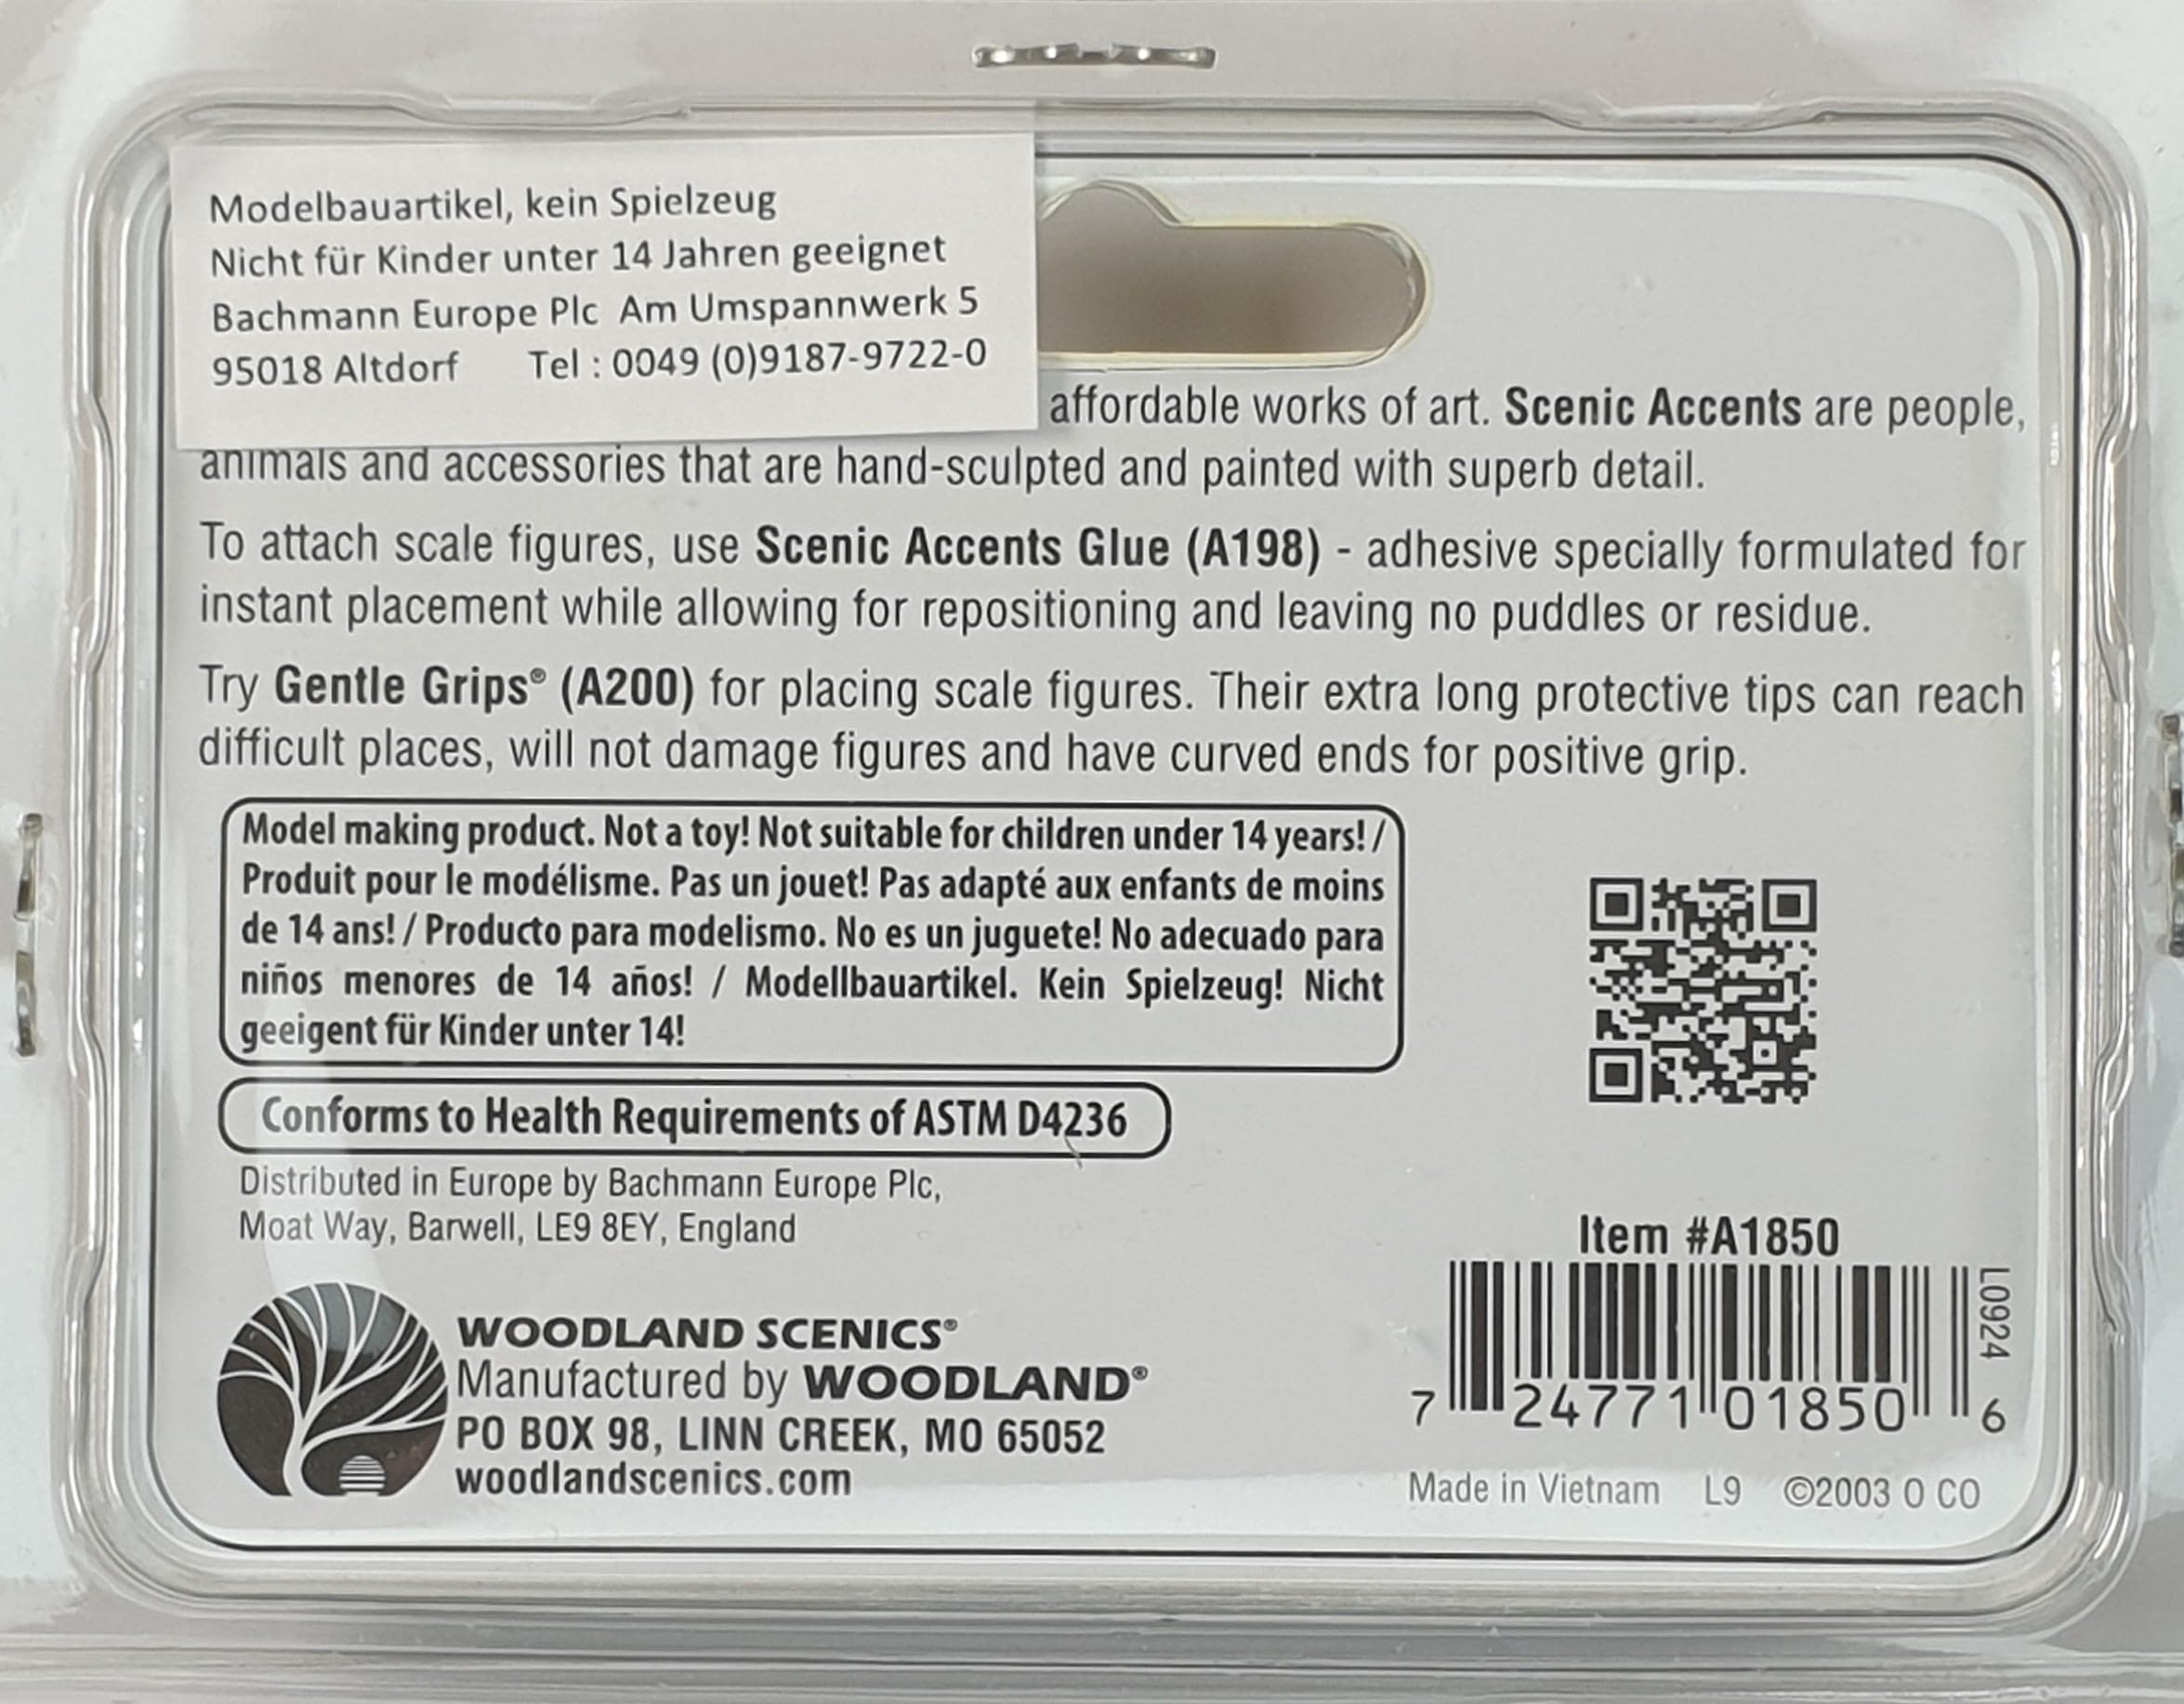 Modelbauartikel, kein Spielzeug
Nicht für Kinder unter 14 Jahren geeignet
Bachmann Europe Plc Am Umspannwerk 5
95018 Altdorf Tel : 0049 (0)9187-9722-0
affordable works of art. Scenic Accents are people,
animals and accessories that are hand-sculpted and painted with superb detail.
To attach scale figures, use Scenic Accents Glue (A198) - adhesive specially formulated for
instant placement while allowing for repositioning and leaving no puddles or residue.
Try Gentle Grips® (A200) for placing scale figures. Their extra long protective tips can reach
difficult places, will not damage figures and have curved ends for positive grip.
Model making product. Not a toy! Not suitable for children under 14 years! /
Produit pour le modélisme. Pas un jouet! Pas adapté aux enfants de moins
de 14 ans! / Producto para modelismo. No es un juguete! No adecuado para
niños menores de 14 años! / Modellbauartikel. Kein Spielzeug! Nicht
geeigent für Kinder unter 14!
Conforms to Health Requirements of ASTM D4236
Distributed in Europe by Bachmann Europe Plc,
Moat Way, Barwell, LE9 8EY, England
WOODLAND SCENICS®
Manufactured by WOODLAND®
PO BOX 98, LINN CREEK, MO 65052
woodlandscenics.com
Item #A1850
L0924
7 24771 01850 6
Made in Vietnam L9 ©2003 O CO